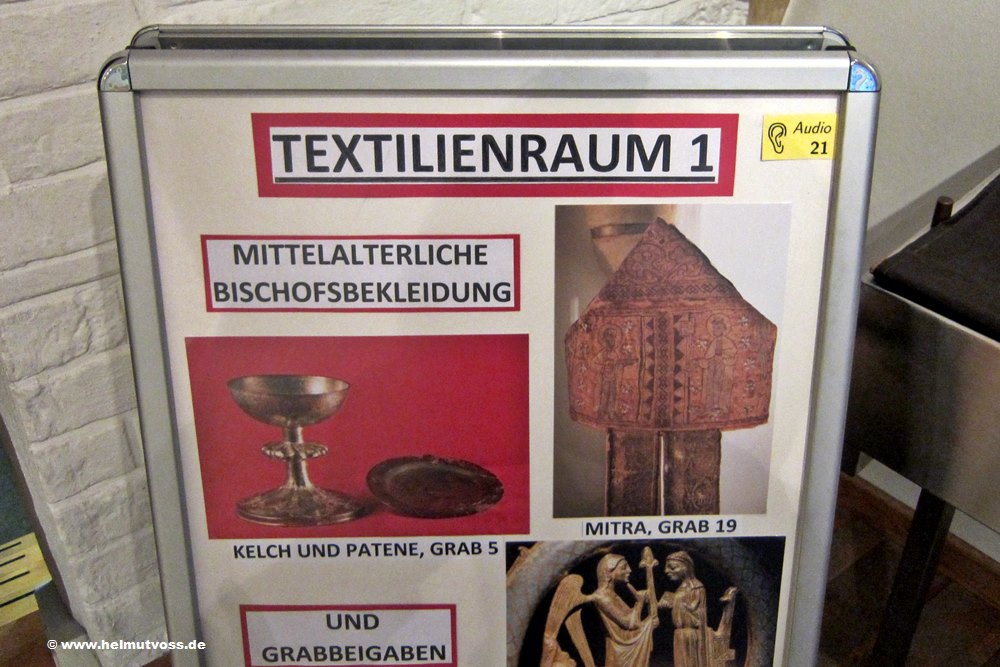 TEXTILIENRAUM 1
Audio
21
MITTELALTERLICHE
BISCHOFSBEKLEIDUNG
MITRA, GRAB 19
KELCH UND PATENE, GRAB 5
UND
GRABBEIGABEN
© www.helmutvoss.de